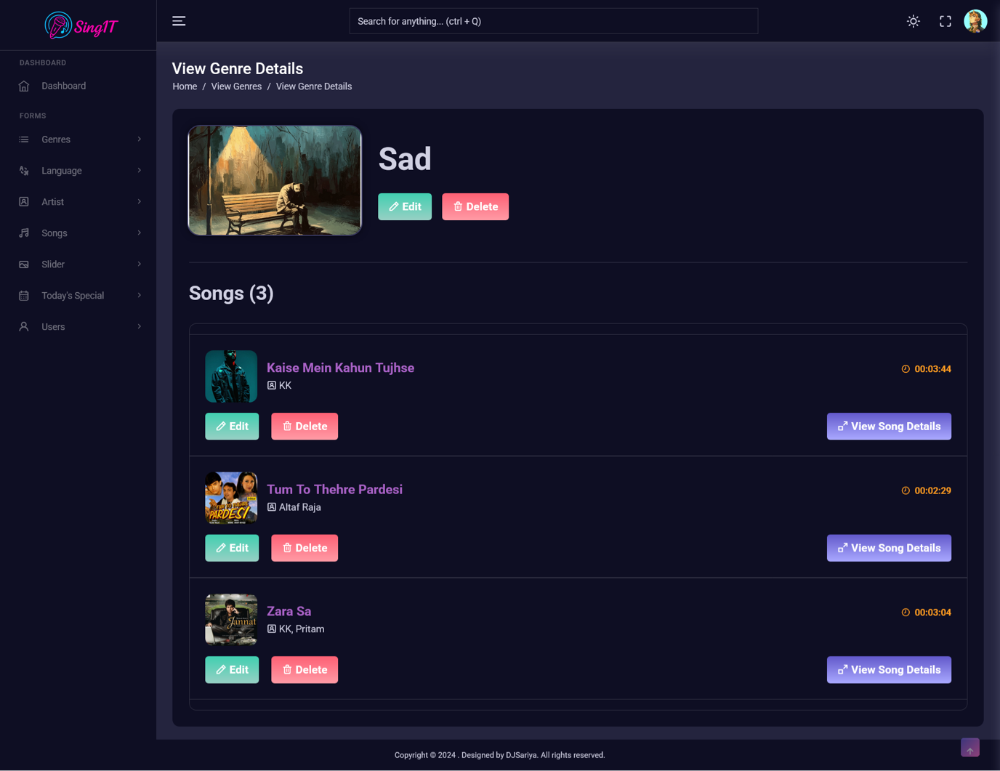 SingIT
Search for anything... (ctrl + Q)
DASHBOARD
Dashboard
FORMS
Genres
Language
Artist
Songs
Slider
Today's Special
Users
View Genre Details
Home / View Genres / View Genre Details
Sad
Edit
Delete
Songs (3)
Kaise Mein Kahun Tujhse
00:03:44
KK
Edit
Delete
View Song Details
TUM TO THEHRE
PARDESI
Tum To Thehre Pardesi
00:02:29
Altaf Raja
Edit
Delete
View Song Details
Jannat
Zara Sa
00:03:04
KK, Pritam
Edit
Delete
View Song Details
Copyright © 2024 . Designed by DJSariya. All rights reserved.